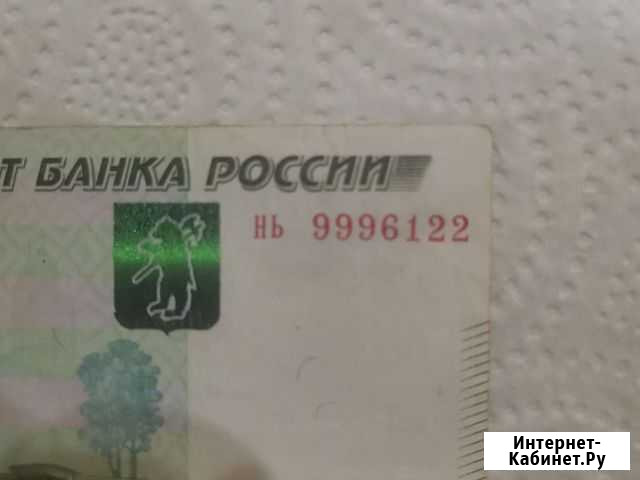 Т БАНКА РОССИИ
нь 9996122
Интернет-
Кабинет.Ру